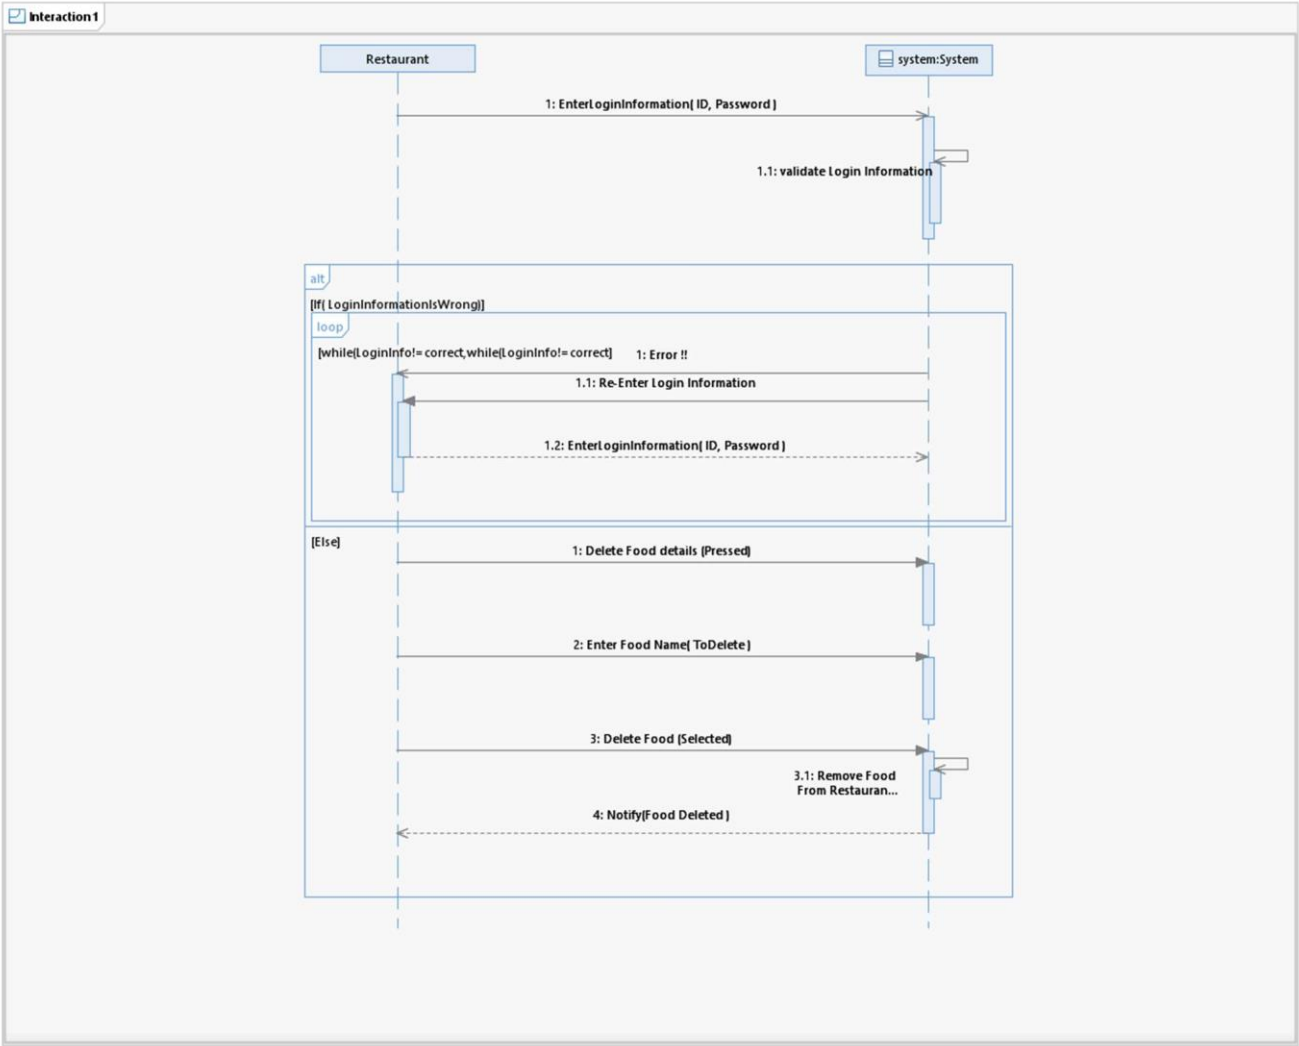 Interaction1
Restaurant
system:System
1: EnterLoginInformation( ID, Password )
1.1: validate Login Information
alt
[If( LoginInformationIsWrong)]
loop
[while(LoginInfo!= correct,while(LoginInfo!= correct]
1: Error !!
1.1: Re-Enter Login Information
1.2: EnterLoginInformation( ID, Password )
[Else]
1: Delete Food details (Pressed)
2: Enter Food Name( ToDelete )
3: Delete Food (Selected)
3.1: Remove Food
From Restauran...
4: Notify(Food Deleted )